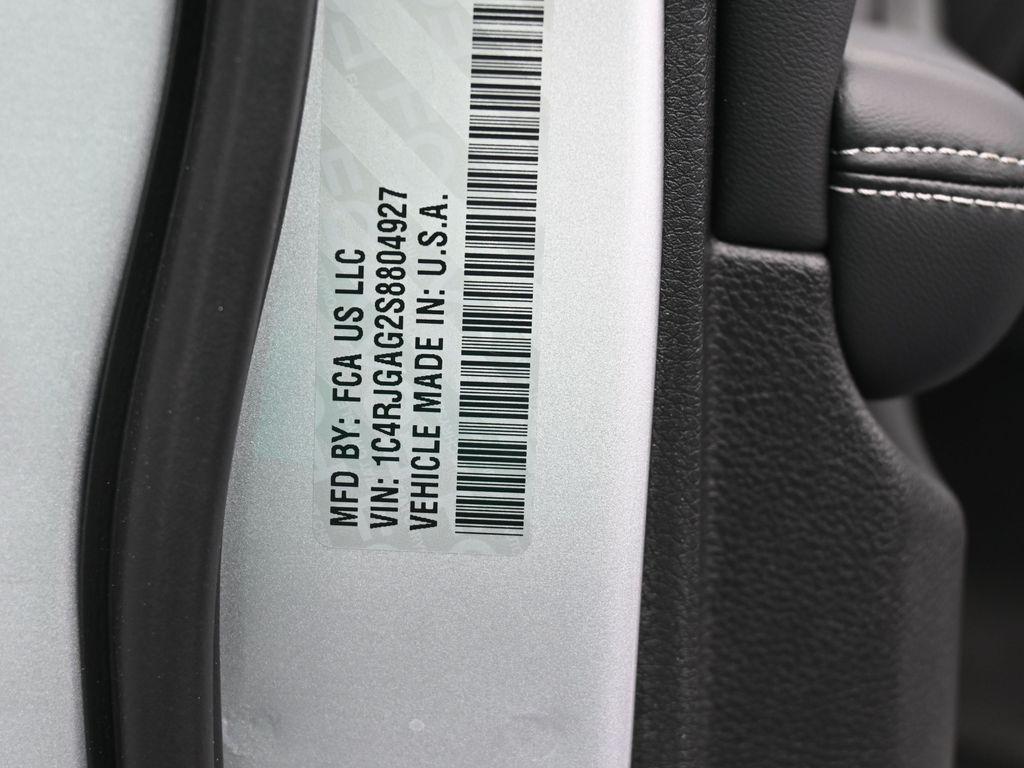 MFD BY: FCA US LLC
VIN: 1C4RJGAG2S8804927
VEHICLE MADE IN: U.S.A.